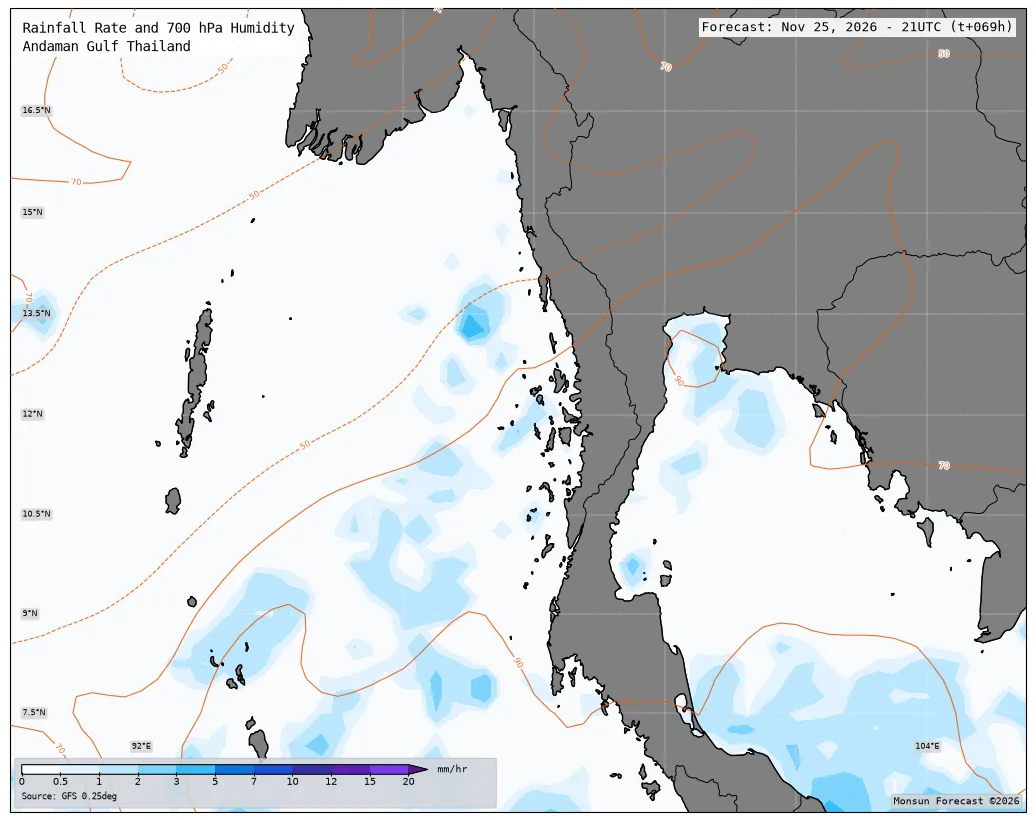 Rainfall Rate and 700 hPa Humidity
Andaman Gulf Thailand
Forecast: Nov 25, 2026 - 21UTC (t+069h)
50
70
50
16.5°N
70
50
15°N
70
13.5°N
90
12°N
50
70
10.5°N
9°N
90
7.5°N
70
92°E
104°E
0 0.5 1 2 3 5 7 10 12 15 20 mm/hr
Source: GFS 0.25deg
Monsun Forecast ©2026